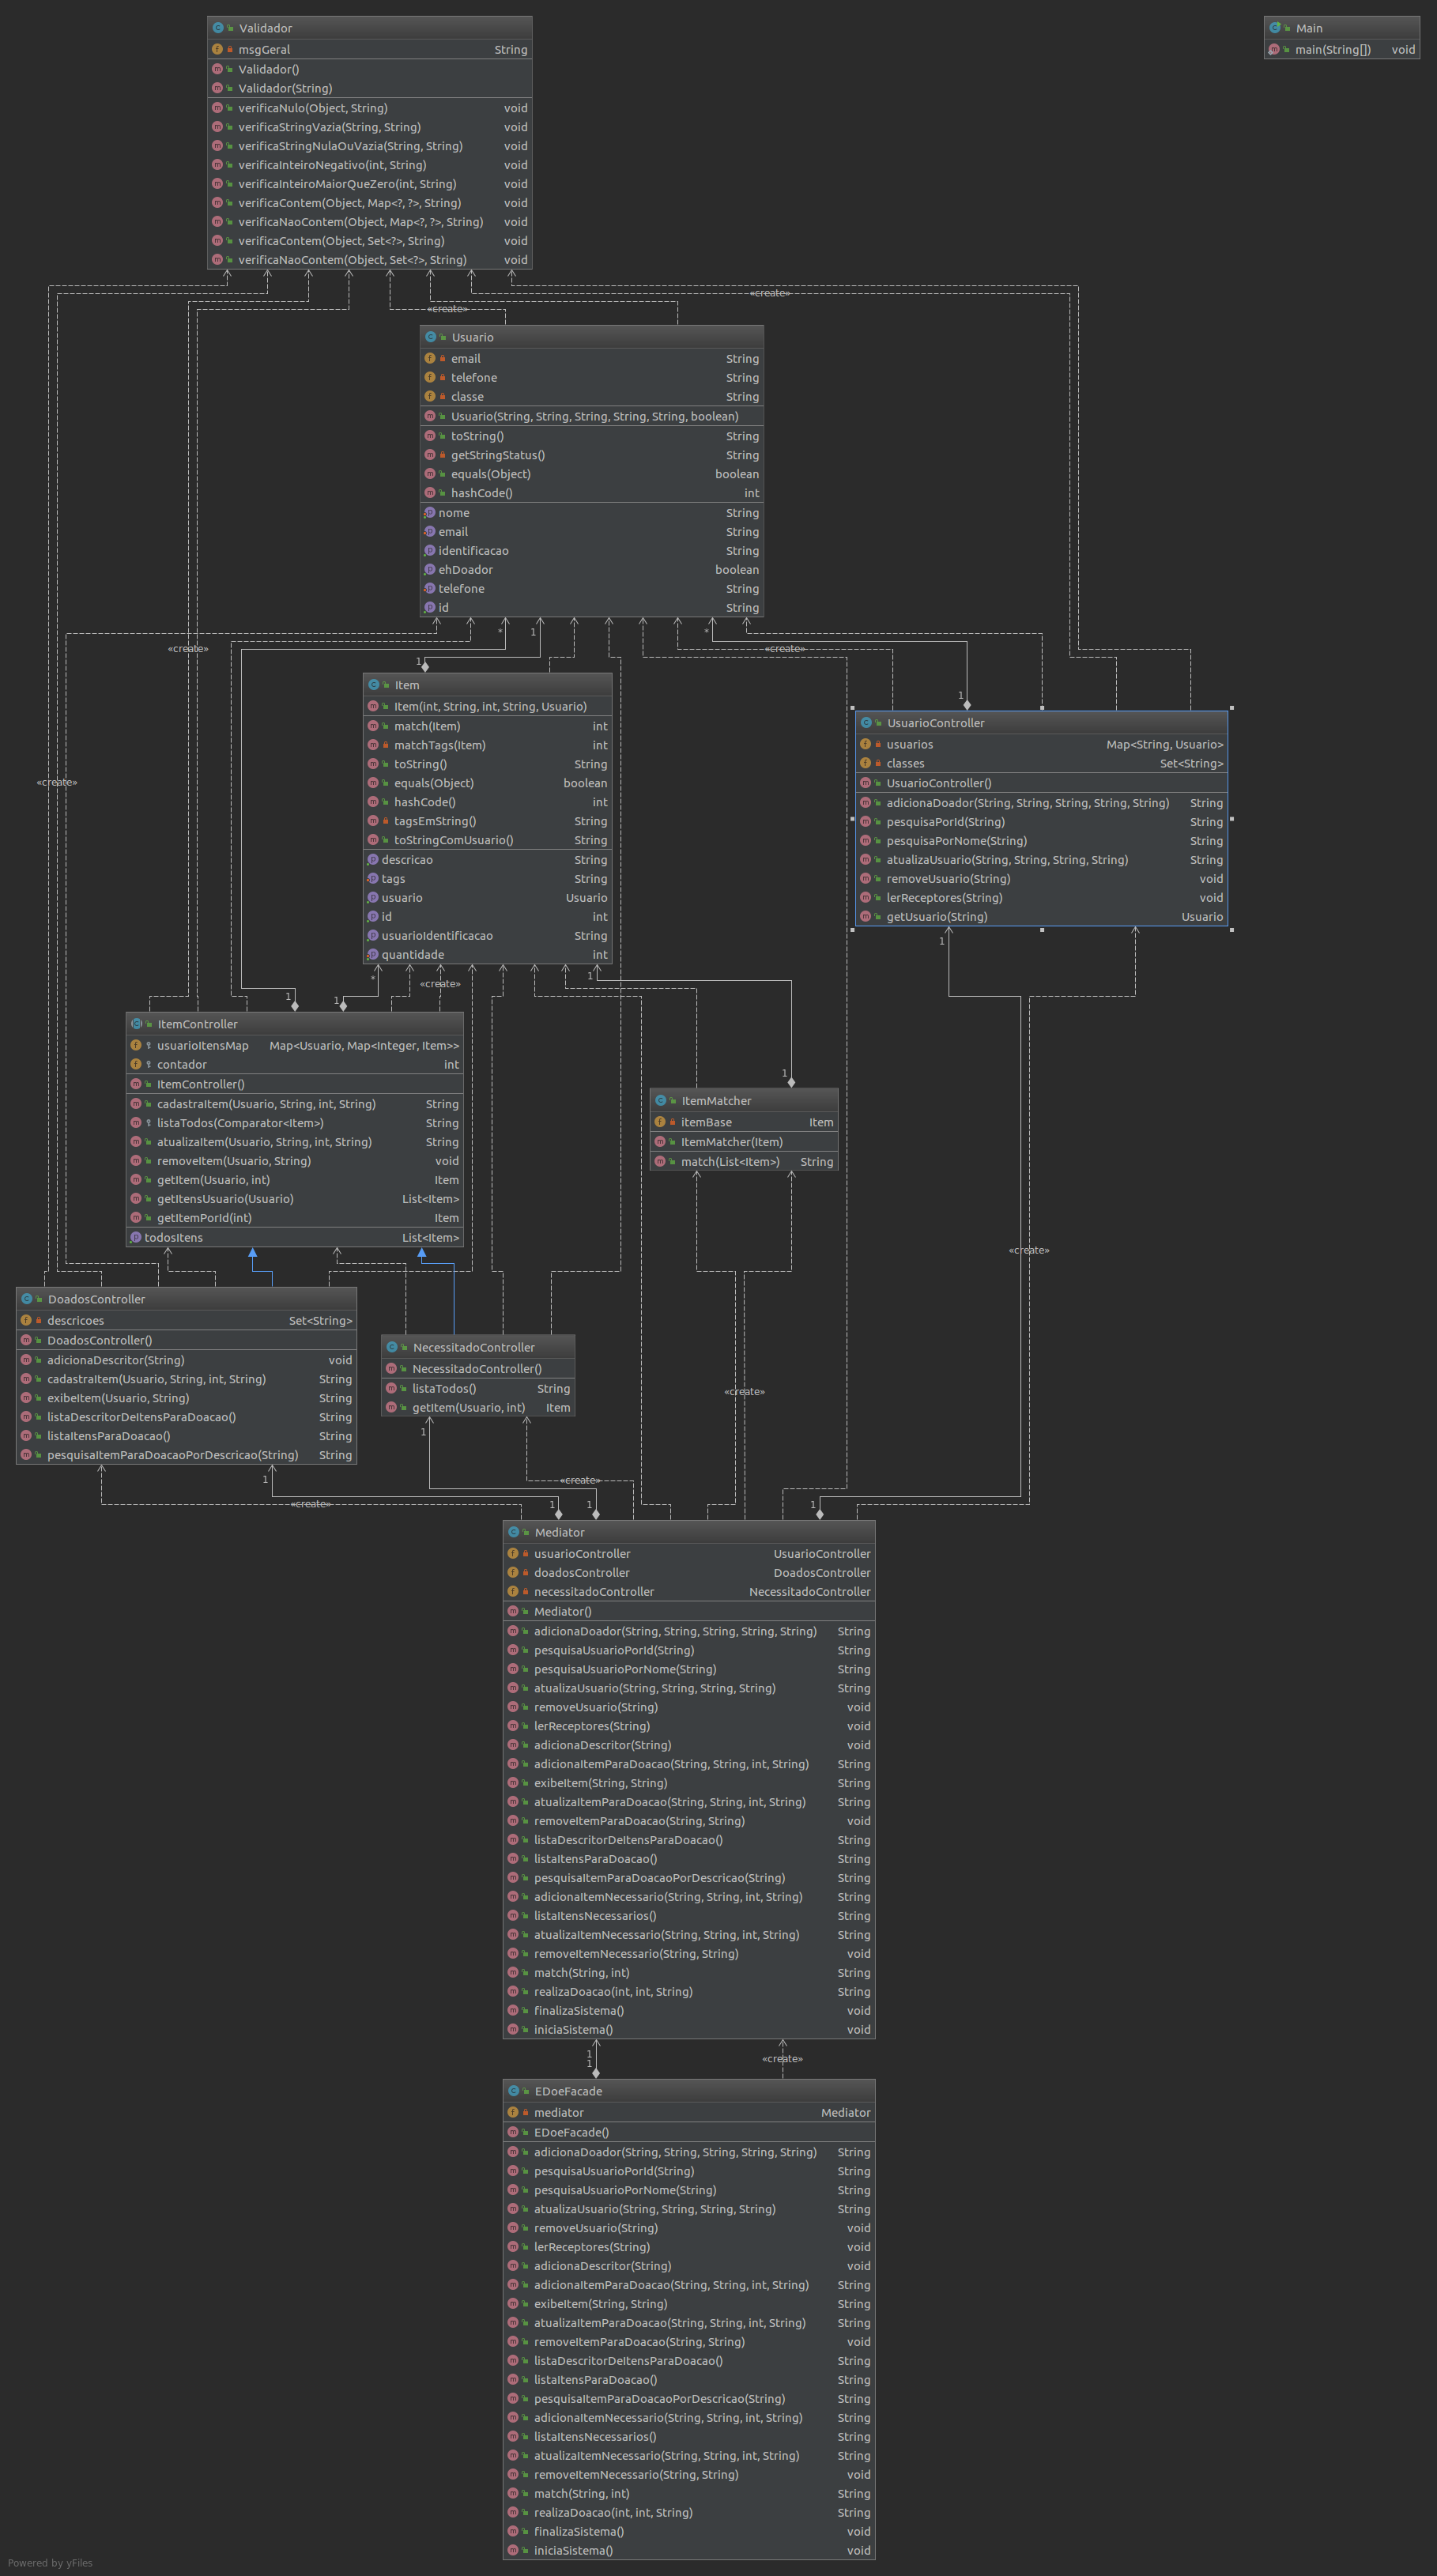 Validador
msgGeral String
Validador()
Validador(String)
verificaNulo(Object, String) void
verificaStringVazia(String, String) void
verificaStringNulaOuVazia(String, String) void
verificaInteiroNegativo(int, String) void
verificaInteiroMaiorQueZero(int, String) void
verificaContem(Object, Map<?, ?>, String) void
verificaNaoContem(Object, Map<?, ?>, String) void
verificaContem(Object, Set<?>, String) void
verificaNaoContem(Object, Set<?>, String) void
Main
main(String[]) void
«create»
«create»
Usuario
email String
telefone String
classe String
Usuario(String, String, String, String, String, boolean)
toString() String
getStringStatus() String
equals(Object) boolean
hashCode() int
nome String
email String
identificacao String
ehDoador boolean
telefone String
id String
* 1 *
«create» «create»
1
1
Item
Item(int, String, int, String, Usuario)
match(Item) int
matchTags(Item) int
toString() String
equals(Object) boolean
hashCode() int
tagsEmString() String
toStringComUsuario() String
descricao String
tags String
usuario Usuario
id int
usuarioIdentificacao String
quantidade int
UsuarioController
usuarios Map<String, Usuario>
classes Set<String>
UsuarioController()
adicionaDoador(String, String, String, String, String) String
pesquisaPorId(String) String
pesquisaPorNome(String) String
atualizaUsuario(String, String, String, String) String
removeUsuario(String) void
lerReceptores(String) void
getUsuario(String) Usuario
«create»
1
* «create» 1
1 1
ItemController
usuarioItensMap Map<Usuario, Map<Integer, Item>>
contador int
ItemController()
cadastraItem(Usuario, String, int, String) String
listaTodos(Comparator<Item>) String
atualizaItem(Usuario, String, int, String) String
removeItem(Usuario, String) void
getItem(Usuario, int) Item
getItensUsuario(Usuario) List<Item>
getItemPorId(int) Item
todosItens List<Item>
1
ItemMatcher
itemBase Item
ItemMatcher(Item)
match(List<Item>) String
«create»
DoadosController
descricoes Set<String>
DoadosController()
adicionaDescritor(String) void
cadastraItem(Usuario, String, int, String) String
exibeItem(Usuario, String) String
listaDescritorDeItensParaDoacao() String
listaItensParaDoacao() String
pesquisaItemParaDoacaoPorDescricao(String) String
NecessitadoController
NecessitadoController()
listaTodos() String
getItem(Usuario, int) Item
«create»
1
1 «create»
«create» 1 1 1
Mediator
usuarioController UsuarioController
doadosController DoadosController
necessitadoController NecessitadoController
Mediator()
adicionaDoador(String, String, String, String, String) String
pesquisaUsuarioPorId(String) String
pesquisaUsuarioPorNome(String) String
atualizaUsuario(String, String, String, String) String
removeUsuario(String) void
lerReceptores(String) void
adicionaDescritor(String) void
adicionaItemParaDoacao(String, String, int, String) String
exibeItem(String, String) String
atualizaItemParaDoacao(String, String, int, String) String
removeItemParaDoacao(String, String) void
listaDescritorDeItensParaDoacao() String
listaItensParaDoacao() String
pesquisaItemParaDoacaoPorDescricao(String) String
adicionaItemNecessario(String, String, int, String) String
listaItensNecessarios() String
atualizaItemNecessario(String, String, int, String) String
removeItemNecessario(String, String) void
match(String, int) String
realizaDoacao(int, int, String) String
finalizaSistema() void
iniciaSistema() void
1 «create»
1
EDoeFacade
mediator Mediator
EDoeFacade()
adicionaDoador(String, String, String, String, String) String
pesquisaUsuarioPorId(String) String
pesquisaUsuarioPorNome(String) String
atualizaUsuario(String, String, String, String) String
removeUsuario(String) void
lerReceptores(String) void
adicionaDescritor(String) void
adicionaItemParaDoacao(String, String, int, String) String
exibeItem(String, String) String
atualizaItemParaDoacao(String, String, int, String) String
removeItemParaDoacao(String, String) void
listaDescritorDeItensParaDoacao() String
listaItensParaDoacao() String
pesquisaItemParaDoacaoPorDescricao(String) String
adicionaItemNecessario(String, String, int, String) String
listaItensNecessarios() String
atualizaItemNecessario(String, String, int, String) String
removeItemNecessario(String, String) void
match(String, int) String
realizaDoacao(int, int, String) String
finalizaSistema() void
iniciaSistema() void
Powered by yFiles